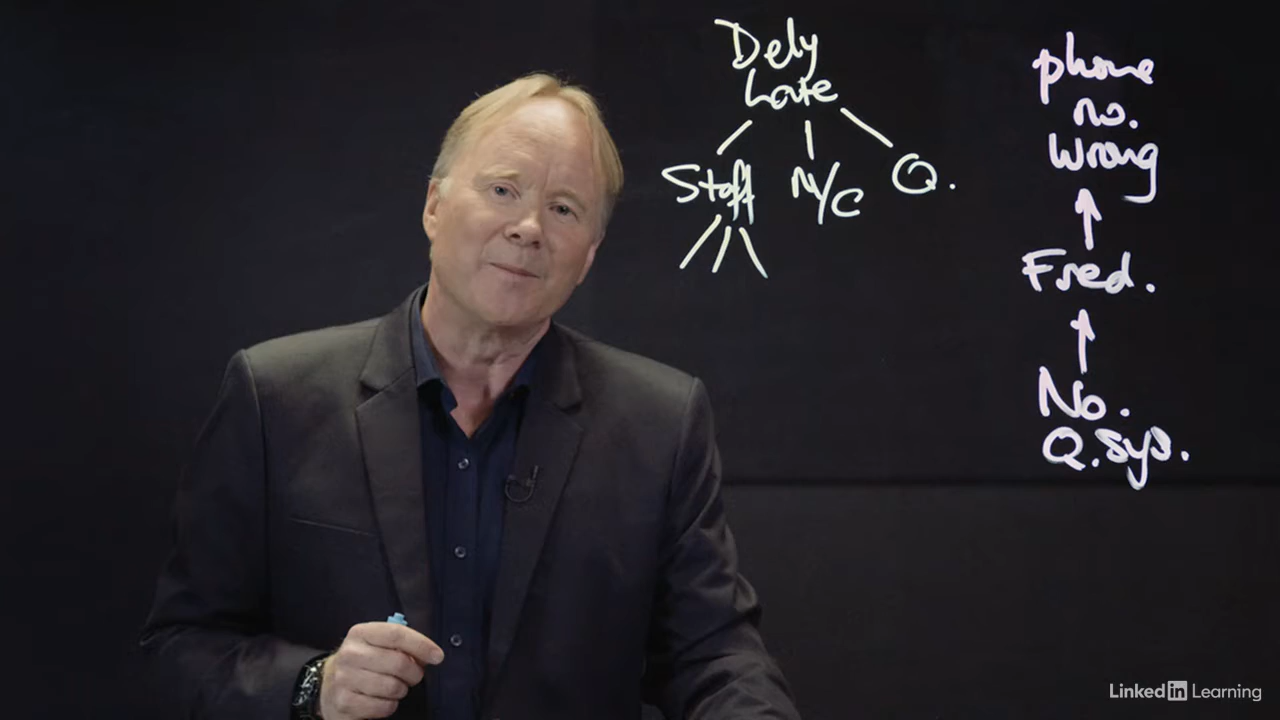 Dely
Late
Staff
M/C
Q.
phone
no.
Wrong
Fred.
No.
Q.sys.
LinkedIn Learning